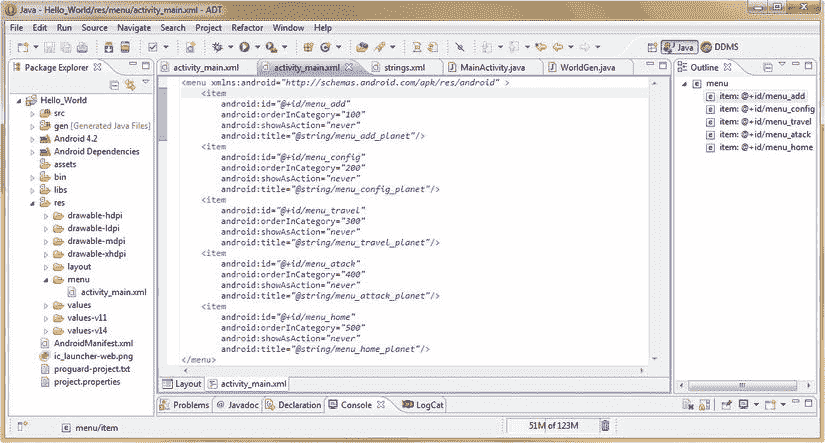 Java - Hello_World/res/menu/activity_main.xml - ADT
File Edit Run Source Navigate Search Project Refactor Window Help
Java DDMS
Package Explorer
Hello_World
src
gen [Generated Java Files]
Android 4.2
Android Dependencies
assets
bin
libs
res
drawable-hdpi
drawable-ldpi
drawable-mdpi
drawable-xhdpi
layout
menu
activity_main.xml
values
values-v11
values-v14
AndroidManifest.xml
ic_launcher-web.png
proguard-project.txt
project.properties
activity_main.xml activity_main.xml strings.xml MainActivity.java WorldGen.java
<menu xmlns:android="http://schemas.android.com/apk/res/android" >
<item
android:id="@+id/menu_add"
android:orderInCategory="100"
android:showAsAction="never"
android:title="@string/menu_add_planet"/>
<item
android:id="@+id/menu_config"
android:orderInCategory="200"
android:showAsAction="never"
android:title="@string/menu_config_planet"/>
<item
android:id="@+id/menu_travel"
android:orderInCategory="300"
android:showAsAction="never"
android:title="@string/menu_travel_planet"/>
<item
android:id="@+id/menu_atack"
android:orderInCategory="400"
android:showAsAction="never"
android:title="@string/menu_attack_planet"/>
<item
android:id="@+id/menu_home"
android:orderInCategory="500"
android:showAsAction="never"
android:title="@string/menu_home_planet"/>
</menu>
Layout activity_main.xml
Outline
menu
item: @+id/menu_add
item: @+id/menu_config
item: @+id/menu_travel
item: @+id/menu_atack
item: @+id/menu_home
Problems @ Javadoc Declaration Console LogCat
menu/item
51M of 123M